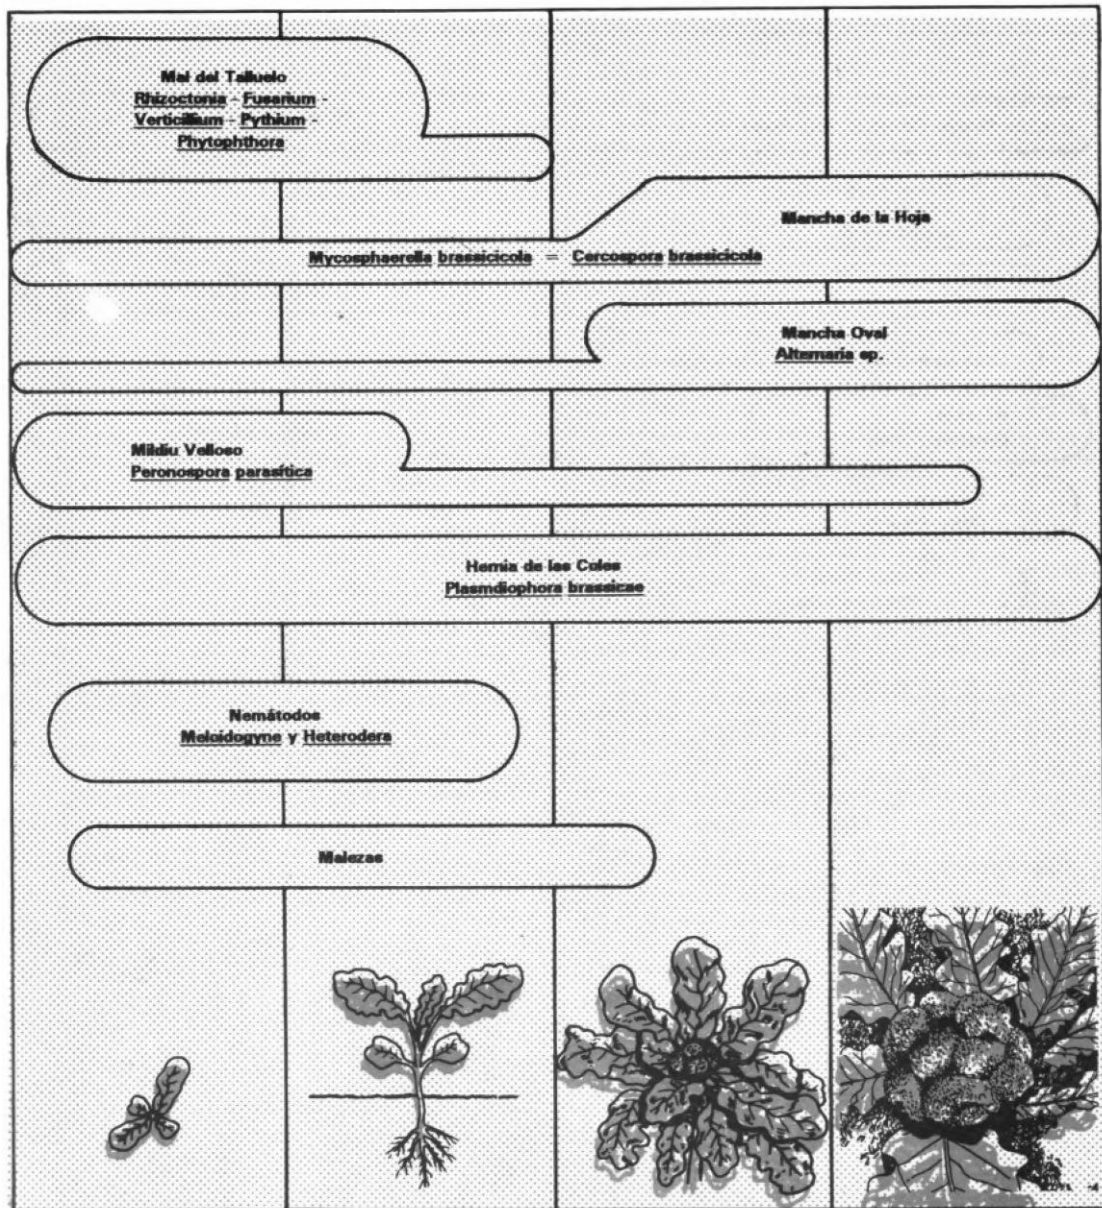 Mal del Talluelo
Rhizoctonia - Fusarium -
Verticillium - Pythium -
Phytophthora
Mancha de la Hoja
Mycosphaerella brassicicola = Cercospora brassicicola
Mancha Oval
Alternaria sp.
Mildiu Velloso
Peronospora parasítica
Hernia de las Coles
Plasmdiophora brassicae
Nemátodos
Meloidogyne y Heterodera
Malezas